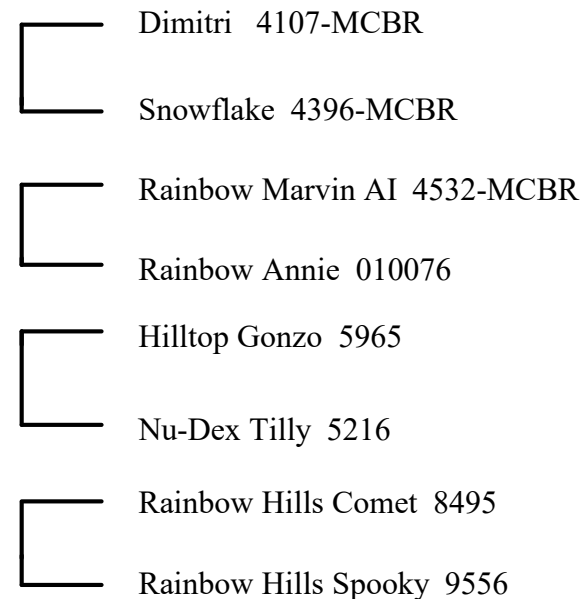 Dimitri 4107-MCBR
Snowflake 4396-MCBR
Rainbow Marvin AI 4532-MCBR
Rainbow Annie 010076
Hilltop Gonzo 5965
Nu-Dex Tilly 5216
Rainbow Hills Comet 8495
Rainbow Hills Spooky 9556